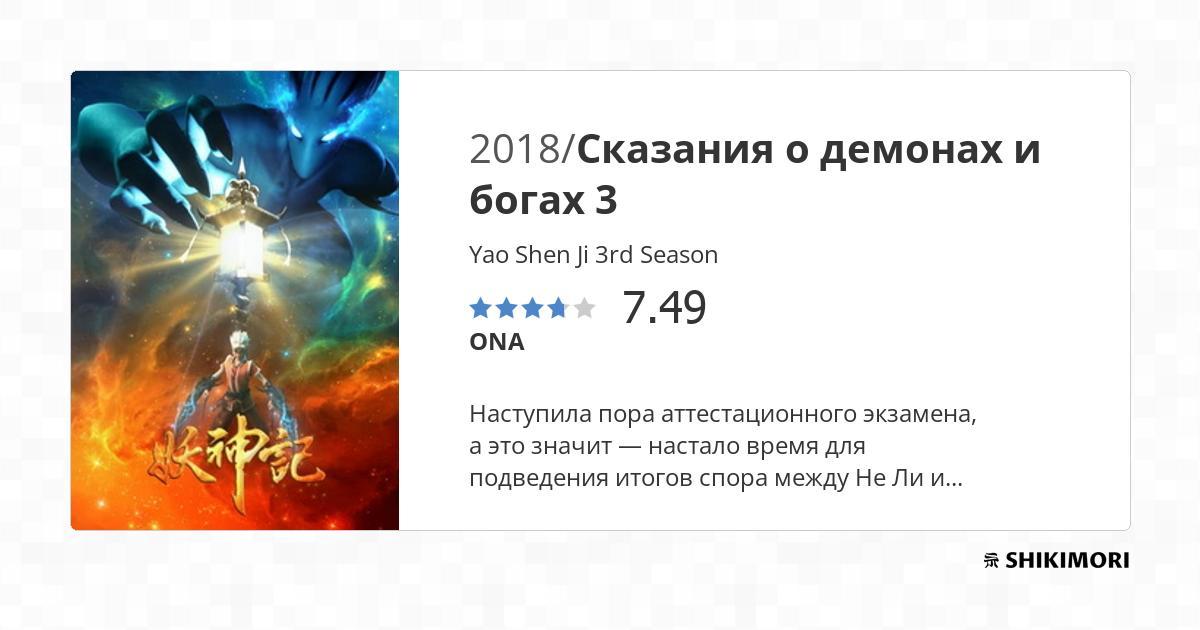 妖神記
2018/Сказания о демонах и
богах 3
Yao Shen Ji 3rd Season
7.49
ONA
Наступила пора аттестационного экзамена,
а это значит — настало время для
подведения итогов спора между Не Ли и...
SHIKIMORI